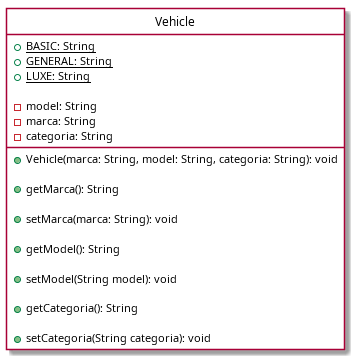 Vehicle
BASIC: String
GENERAL: String
LUXE: String
model: String
marca: String
categoria: String
Vehicle(marca: String, model: String, categoria: String): void
getMarca(): String
setMarca(marca: String): void
getModel(): String
setModel(String model): void
getCategoria(): String
setCategoria(String categoria): void